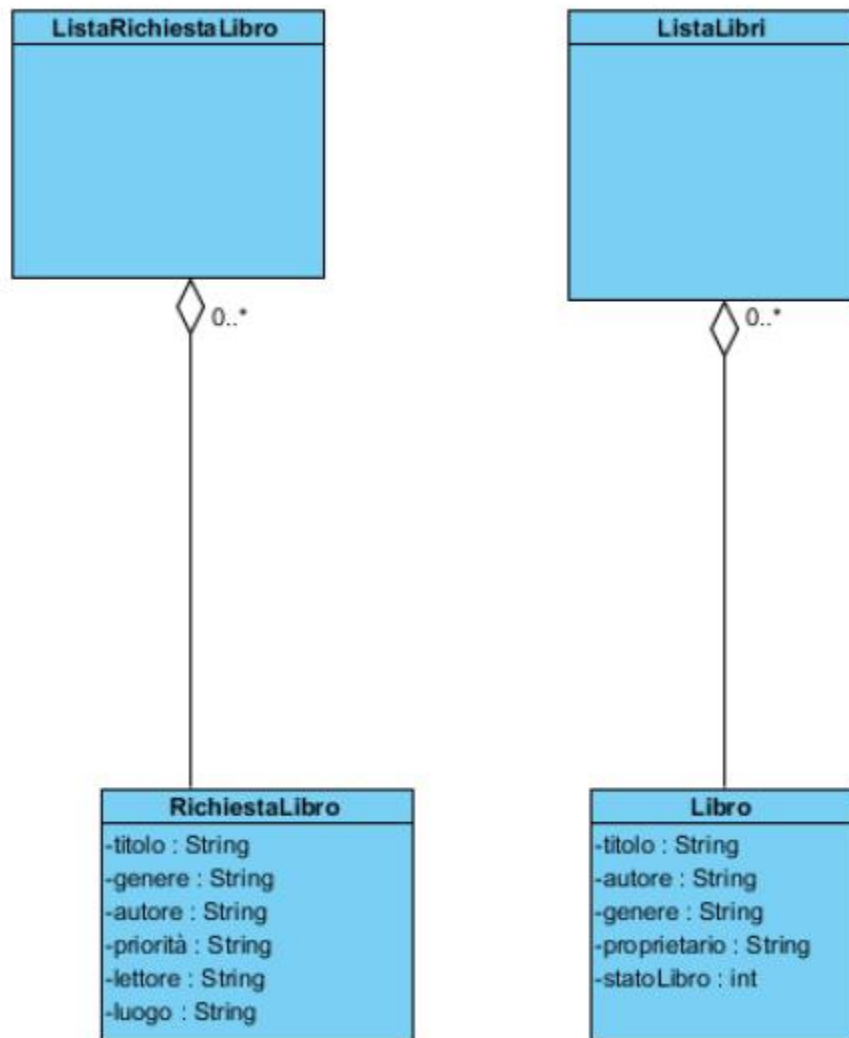 ListaRichiestaLibro
ListaLibri
0..*
0..*
RichiestaLibro
-titolo : String
-genere : String
-autore : String
-priorità : String
-lettore : String
-luogo : String
Libro
-titolo : String
-autore : String
-genere : String
-proprietario : String
-statoLibro : int